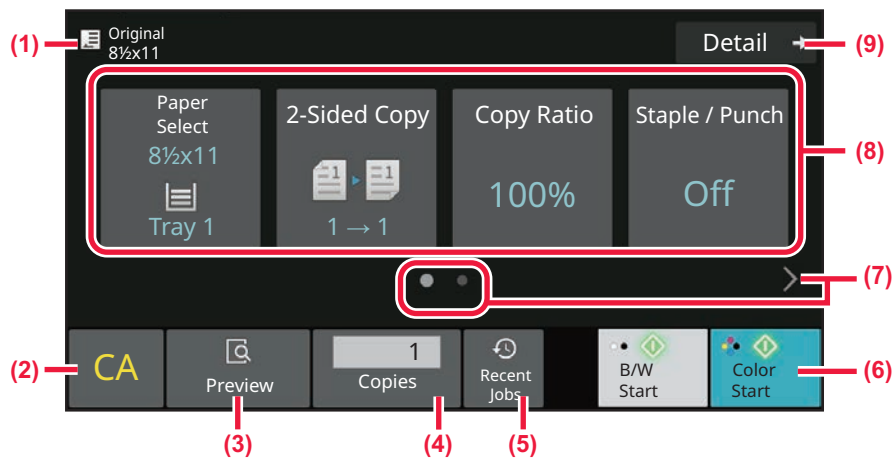 (1)
Original
8½x11
Detail
(9)
Paper
Select
8½x11
Tray 1
2-Sided Copy
1 1
1 → 1
Copy Ratio
100%
Staple / Punch
Off
(8)
(7)
(2)
CA
Preview
1
Copies
Recent
Jobs
B/W
Start
Color
Start
(6)
(3)
(4)
(5)